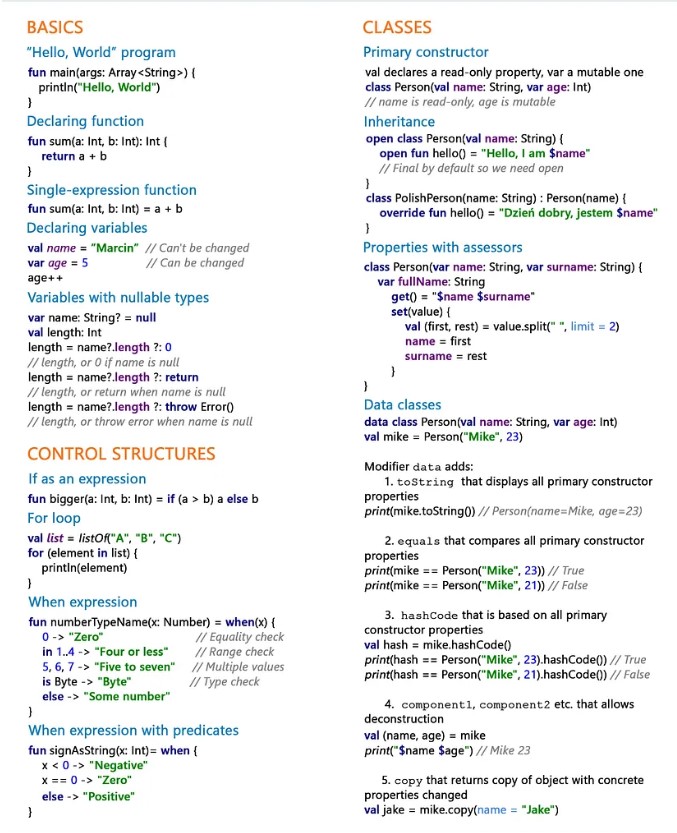 BASICS
"Hello, World" program
fun main(args: Array<String>) {
println("Hello, World")
}
Declaring function
fun sum(a: Int, b: Int): Int {
return a + b
}
Single-expression function
fun sum(a: Int, b: Int) = a + b
Declaring variables
val name = "Marcin" // Can't be changed
var age = 5 // Can be changed
age++
Variables with nullable types
var name: String? = null
val length: Int
length = name?.length ?: 0
// length, or 0 if name is null
length = name?.length ?: return
// length, or return when name is null
length = name?.length ?: throw Error()
// length, or throw error when name is null
CONTROL STRUCTURES
If as an expression
fun bigger(a: Int, b: Int) = if (a > b) a else b
For loop
val list = listOf("A", "B", "C")
for (element in list) {
println(element)
}
When expression
fun numberTypeName(x: Number) = when(x) {
0 -> "Zero" // Equality check
in 1..4 -> "Four or less" // Range check
5, 6, 7 -> "Five to seven" // Multiple values
is Byte -> "Byte" // Type check
else -> "Some number"
}
When expression with predicates
fun signAsString(x: Int)= when {
x < 0 -> "Negative"
x == 0 -> "Zero"
else -> "Positive"
}
CLASSES
Primary constructor
val declares a read-only property, var a mutable one
class Person(val name: String, var age: Int)
// name is read-only, age is mutable
Inheritance
open class Person(val name: String) {
open fun hello() = "Hello, I am $name"
// Final by default so we need open
}
class PolishPerson(name: String) : Person(name) {
override fun hello() = "Dzień dobry, jestem $name"
}
Properties with assessors
class Person(var name: String, var surname: String) {
var fullName: String
get() = "$name $surname"
set(value) {
val (first, rest) = value.split(" ", limit = 2)
name = first
surname = rest
}
}
Data classes
data class Person(val name: String, var age: Int)
val mike = Person("Mike", 23)
Modifier data adds:
1. toString that displays all primary constructor
properties
print(mike.toString()) // Person(name=Mike, age=23)
2. equals that compares all primary constructor
properties
print(mike == Person("Mike", 23)) // True
print(mike == Person("Mike", 21)) // False
3. hashCode that is based on all primary
constructor properties
val hash = mike.hashCode()
print(hash == Person("Mike", 23).hashCode()) // True
print(hash == Person("Mike", 21).hashCode()) // False
4. component1, component2 etc. that allows
deconstruction
val (name, age) = mike
print("$name $age") // Mike 23
5. copy that returns copy of object with concrete
properties changed
val jake = mike.copy(name = "Jake")